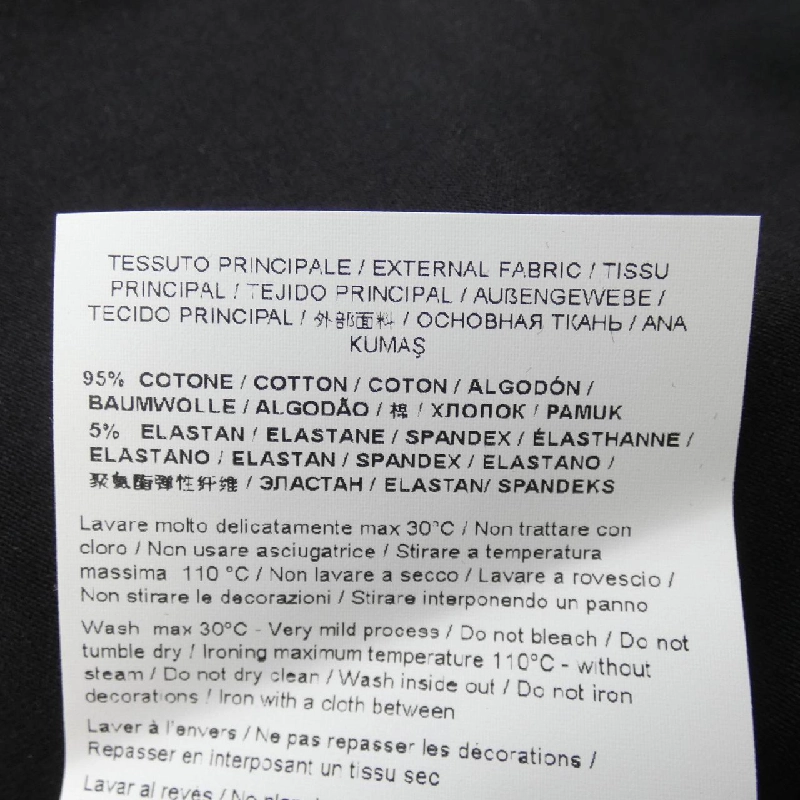 TESSUTO PRINCIPALE / EXTERNAL FABRIC / TISSU
PRINCIPAL / TEJIDO PRINCIPAL / AUßENGEWEBE /
TECIDO PRINCIPAL / 外部面料 / ОСНОВНАЯ ТКАНЬ / ANA
KUMAŞ
95% COTONE / COTTON / COTON / ALGODÓN /
BAUMWOLLE / ALGODÃO / 棉 / ХЛОПОК / PAMUK
5% ELASTAN / ELASTANE / SPANDEX / ÉLASTHANNE /
ELASTANO / ELASTAN / SPANDEX / ELASTANO /
聚氨酯弹性纤维 / ЭЛАСТАН / ELASTAN/ SPANDEKS
Lavare molto delicatamente max 30°C / Non trattare con
cloro / Non usare asciugatrice / Stirare a temperatura
massima 110 °C / Non lavare a secco / Lavare a rovescio /
Non stirare le decorazioni / Stirare interponendo un panno
Wash max 30°C - Very mild process / Do not bleach / Do not
tumble dry / Ironing maximum temperature 110°C - without
steam / Do not dry clean / Wash inside out / Do not iron
decorations / Iron with a cloth between
Laver à l'envers / Ne pas repasser les décorations /
Repasser en interposant un tissu sec
Lavar al revés / No